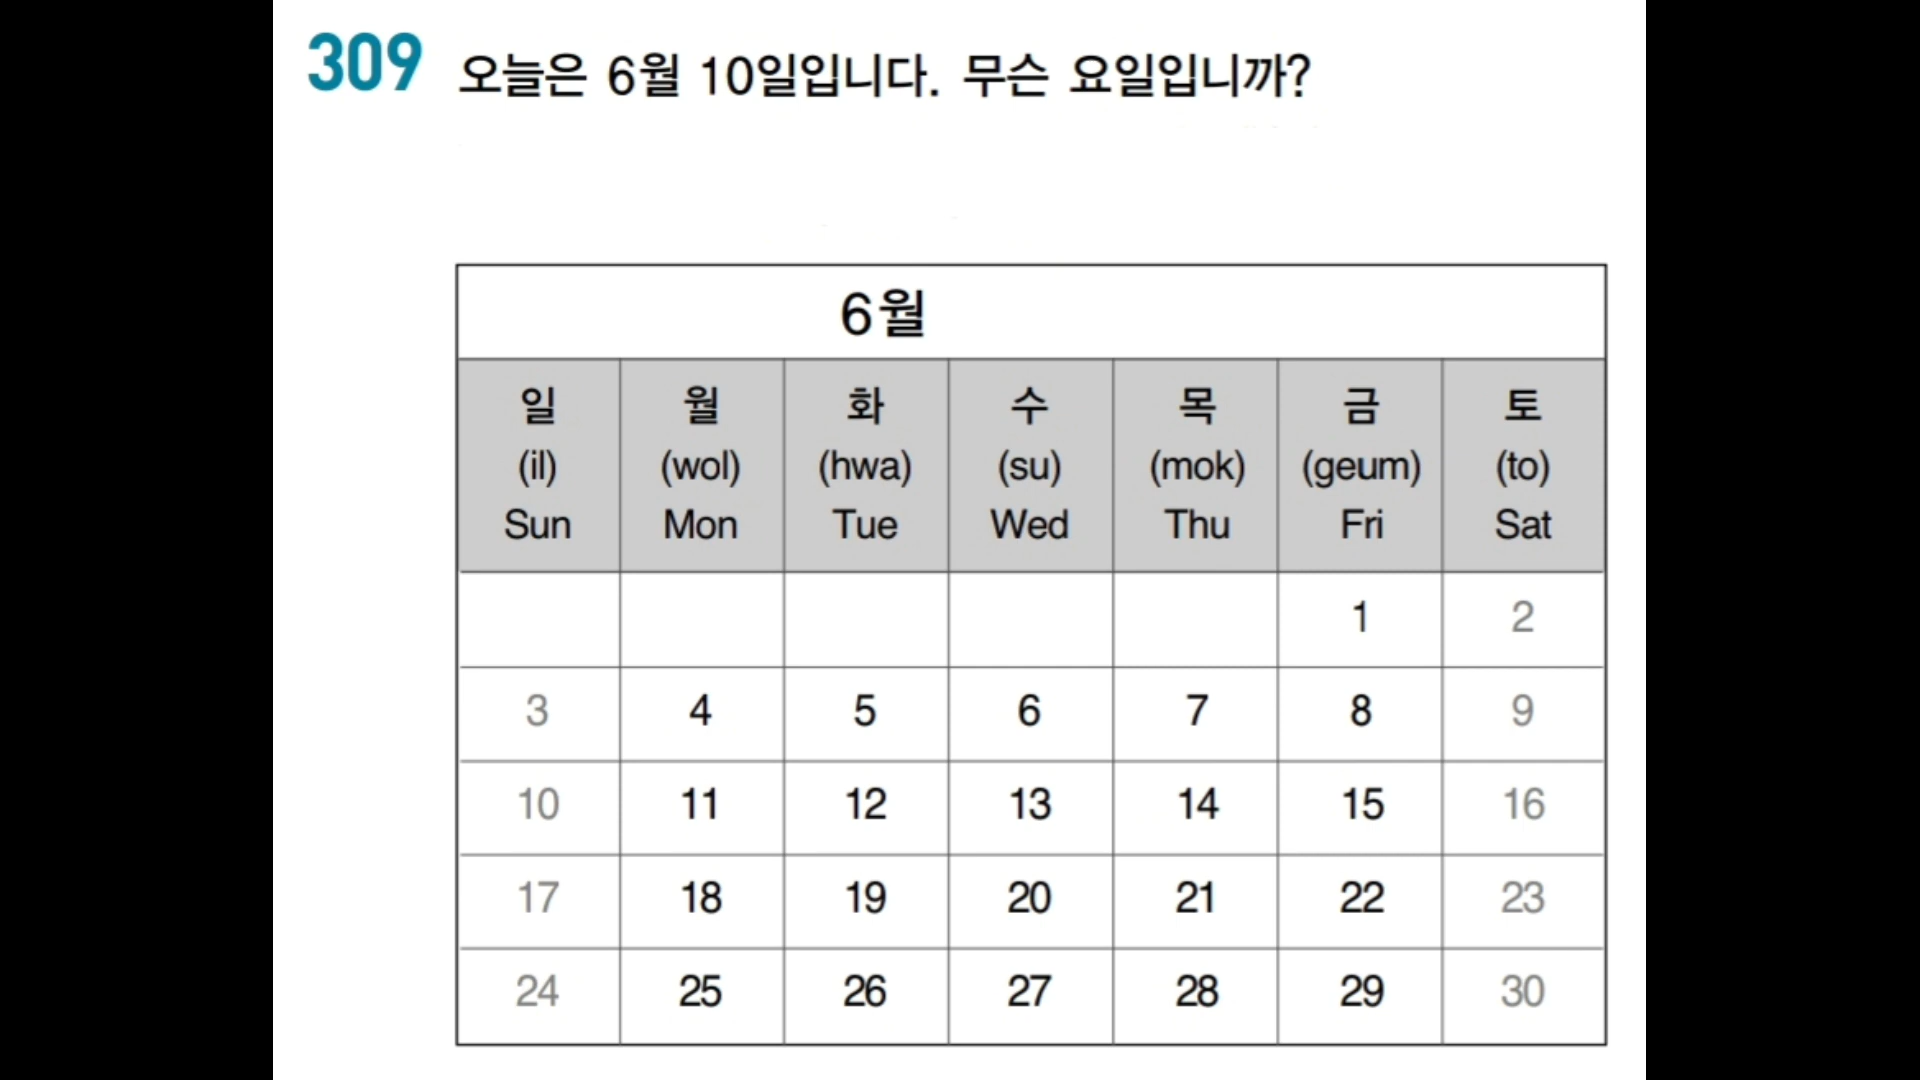 309 오늘은 6월 10일입니다. 무슨 요일입니까?
6월
일 월 화 수 목 금 토
(il) (wol) (hwa) (su) (mok) (geum) (to)
Sun Mon Tue Wed Thu Fri Sat
1 2
3 4 5 6 7 8 9
10 11 12 13 14 15 16
17 18 19 20 21 22 23
24 25 26 27 28 29 30